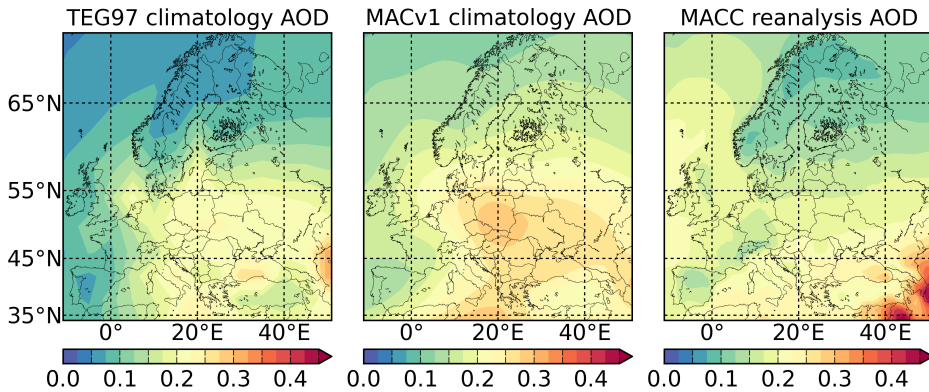 TEG97 climatology AOD MACv1 climatology AOD MACC reanalysis AOD
65°N
55°N
45°N
35°N
0° 20°E 40°E 0° 20°E 40°E 0° 20°E 40°E
0.0 0.1 0.2 0.3 0.4 0.0 0.1 0.2 0.3 0.4 0.0 0.1 0.2 0.3 0.4